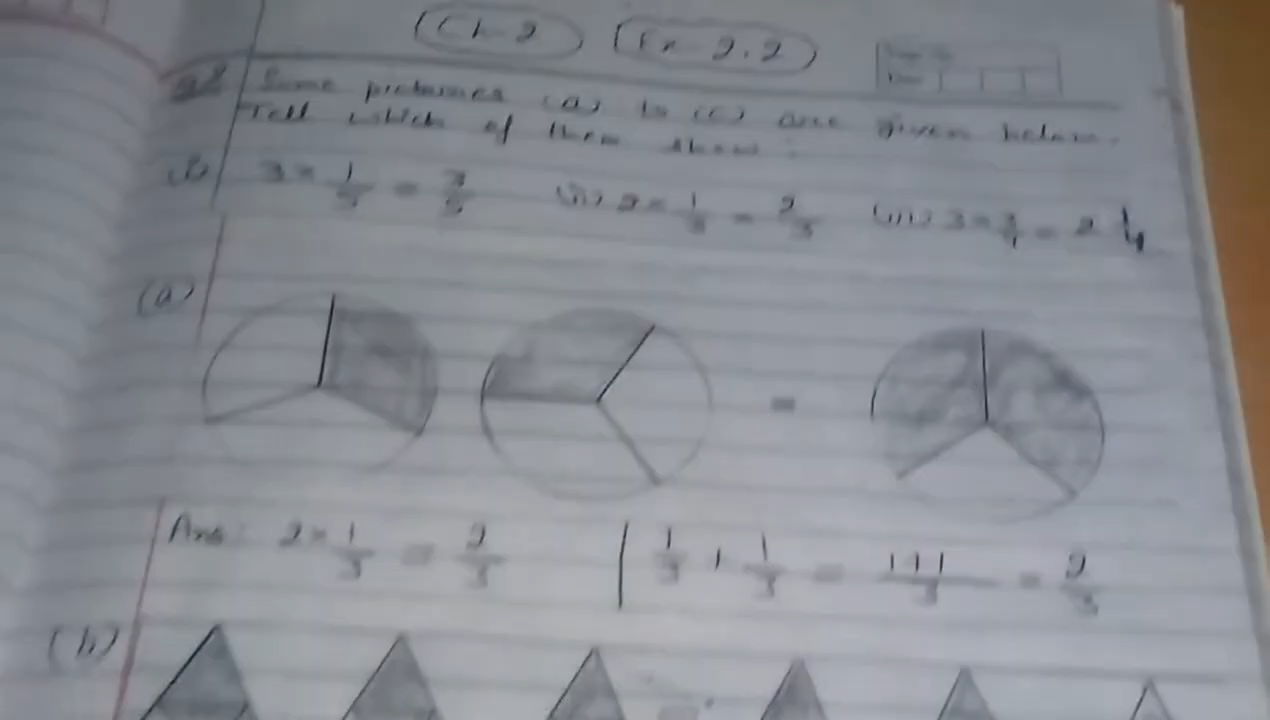 Ch-2 Ex-2.2
Q2 Some pictures (a) to (c) are given below.
Tell which of them show:
(i) 3 × 1/5 = 3/5 (ii) 2 × 1/3 = 2/3 (iii) 3 × 3/4 = 2 1/4
(a)
=
Ans: 2 × 1/3 = 2/3 | 1/3 + 1/3 = 1+1/3 = 2/3
(b)